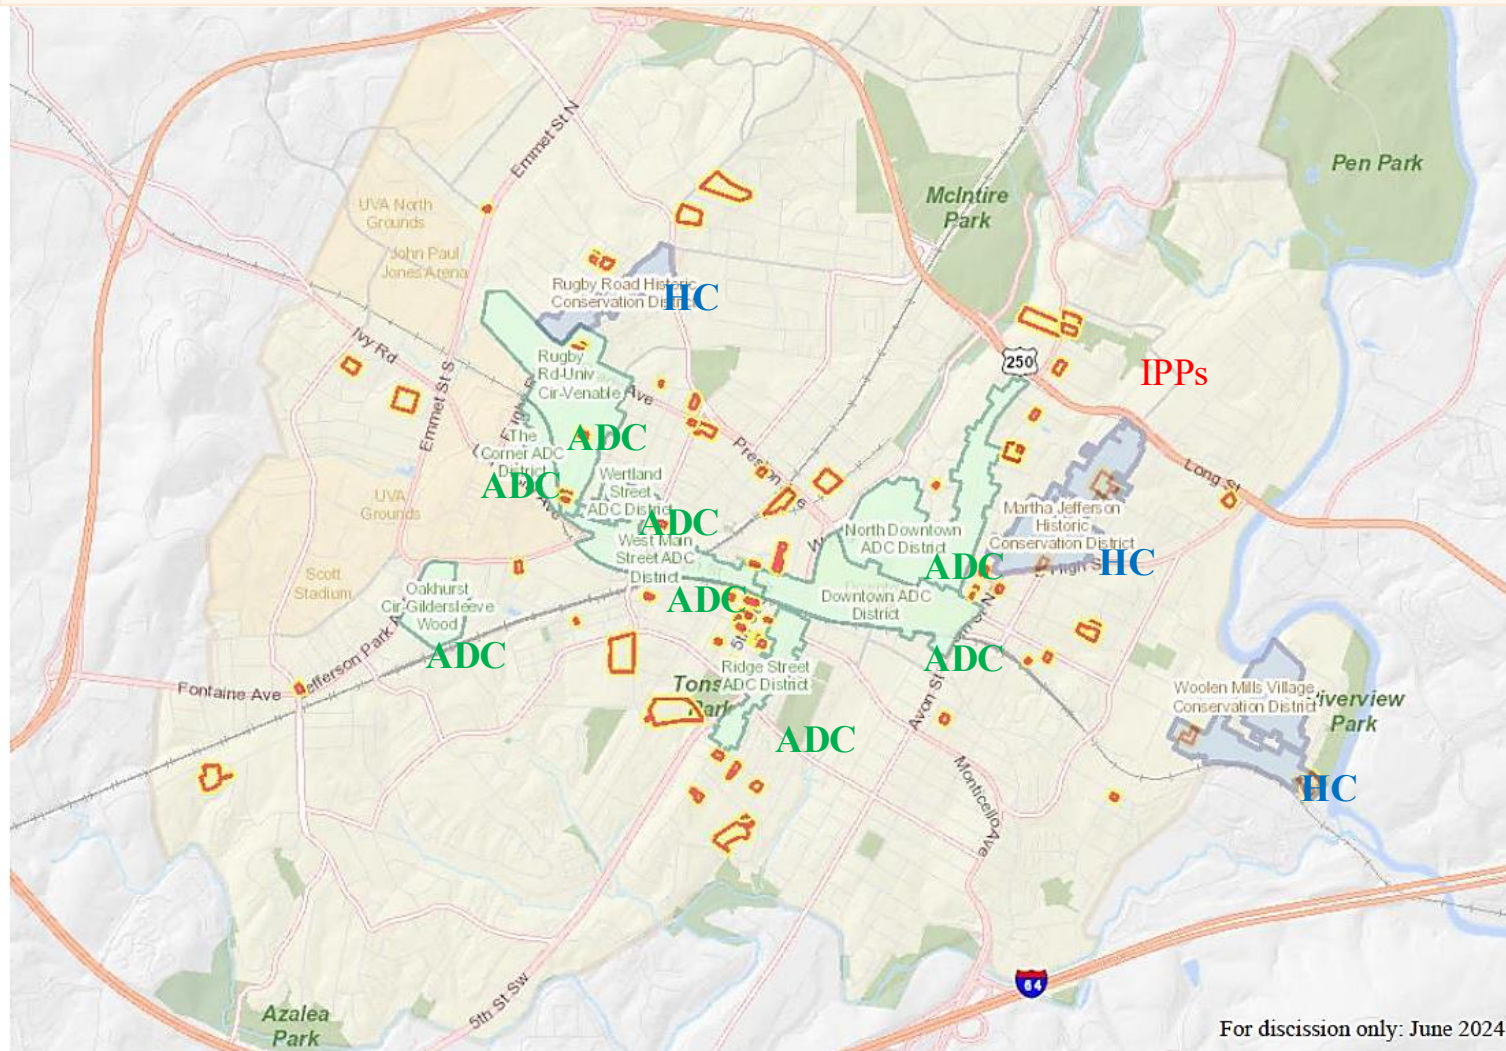 Pen Park
McIntire
Park
Emmet St N
UVA North
Grounds
John Paul
Jones Arena
Rugby Road Historic
Conservation District
HC
Ivy Rd
250
Rugby
Rd-Univ
Cir-Venable
Ave
IPPs
Emmet St S
The
Corner ADC
District
ADC
ADC
Wertland
Street
ADC District
ADC
Long St
UVA
Grounds
Martha Jefferson
Historic
Conservation District
North Downtown
ADC District
West Main
Street ADC
District
ADC
HC
High St
Scott
Stadium
Oakhurst
Cir-Gildersleeve
Wood
ADC
Downtown ADC
District
ADC
ADC
Jefferson Park
Ridge Street
ADC District
Fontaine Ave
Avon St
Woolen Mills Village
Conservation District
Riverview
Park
ADC
Monticello Ave
HC
64
5th St Sw
Azalea
Park
For discission only: June 2024